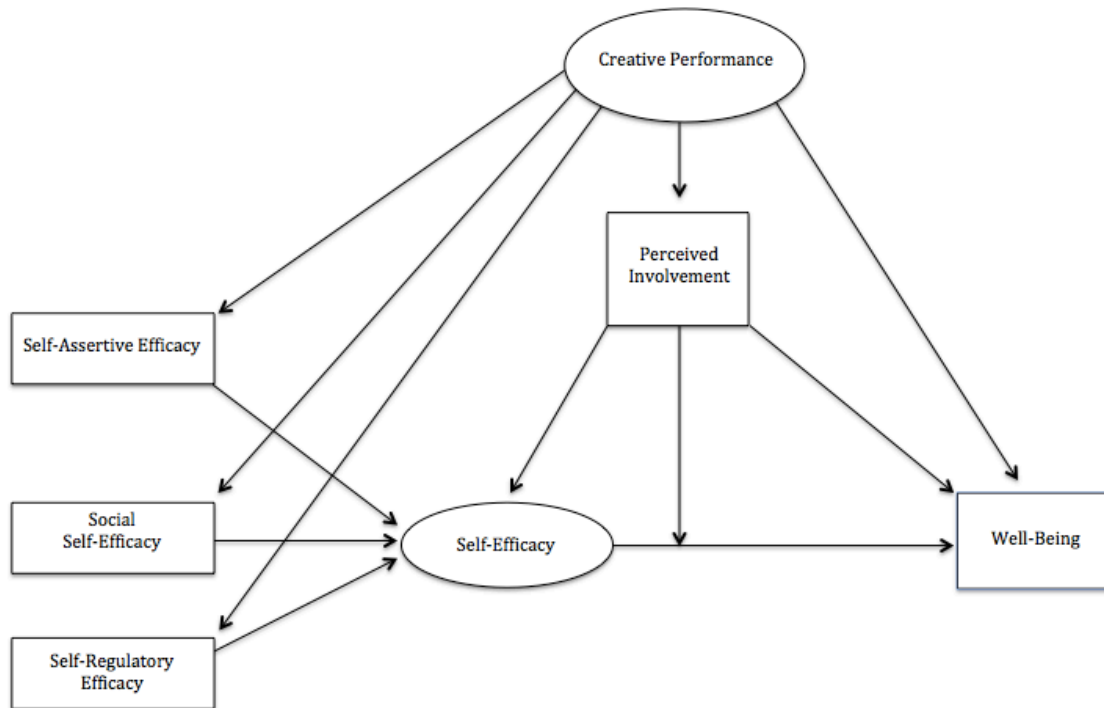 Creative Performance
Perceived
Involvement
Self-Assertive Efficacy
Social
Self-Efficacy
Self-Efficacy
Well-Being
Self-Regulatory
Efficacy